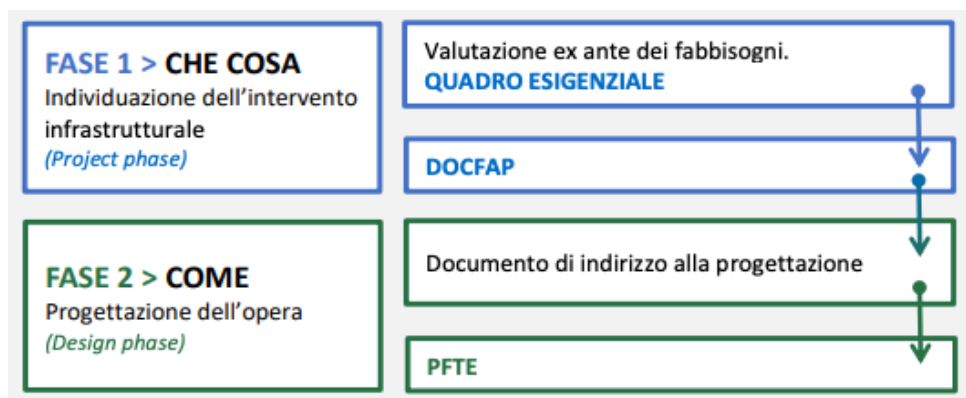 FASE 1 > CHE COSA
Individuazione dell’intervento
infrastrutturale
(Project phase)
Valutazione ex ante dei fabbisogni.
QUADRO ESIGENZIALE
DOCFAP
FASE 2 > COME
Progettazione dell’opera
(Design phase)
Documento di indirizzo alla progettazione
PFTE